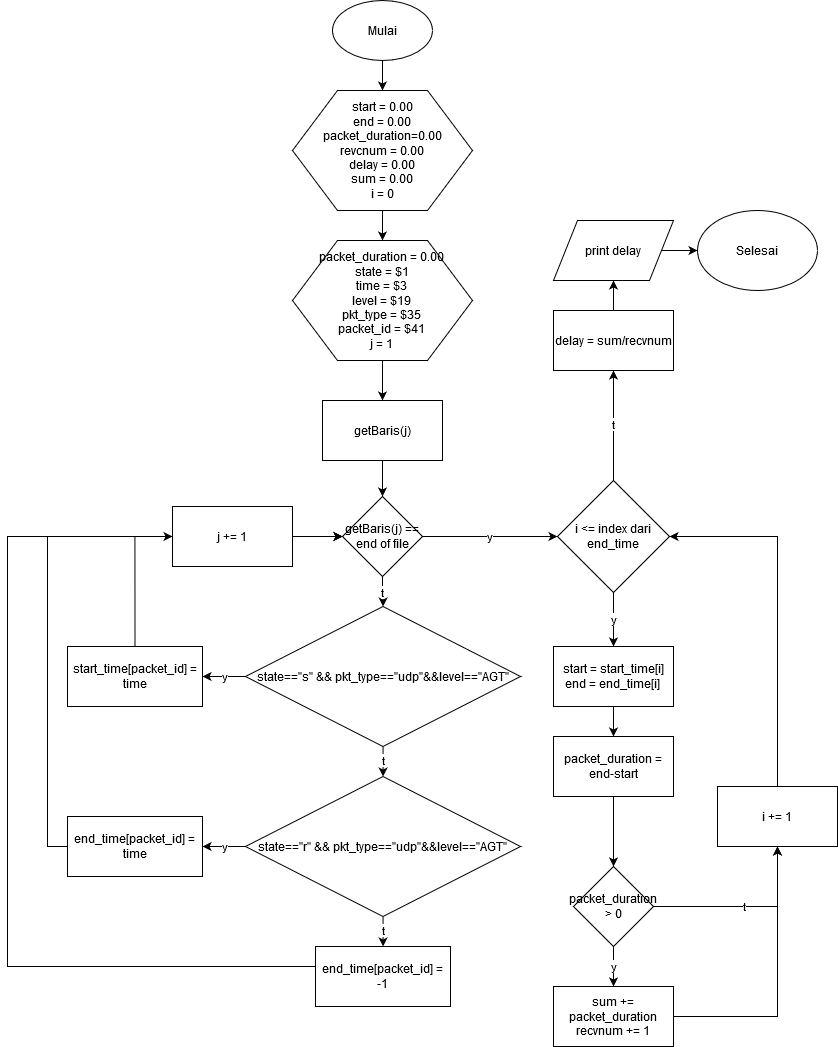 Mulai
start = 0.00
end = 0.00
packet_duration=0.00
revcnum = 0.00
delay = 0.00
sum = 0.00
i = 0
packet_duration = 0.00
state = $1
time = $3
level = $19
pkt_type = $35
packet_id = $41
j = 1
getBaris(j)
j += 1
getBaris(j) ==
end of file
y
t
state=="s" && pkt_type=="udp"&&level=="AGT"
y
start_time[packet_id] =
time
t
state=="r" && pkt_type=="udp"&&level=="AGT"
y
end_time[packet_id] =
time
t
end_time[packet_id] =
-1
i <= index dari
end_time
t
delay = sum/recvnum
print delay
Selesai
y
start = start_time[i]
end = end_time[i]
packet_duration =
end-start
packet_duration
> 0
t
i += 1
y
sum +=
packet_duration
recvnum += 1